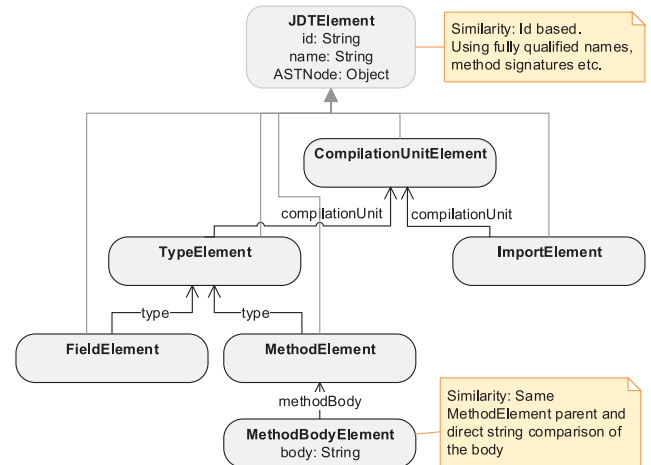 JDTElement
id: String
name: String
ASTNode: Object
Similarity: Id based.
Using fully qualified names,
method signatures etc.
CompilationUnitElement
compilationUnit
compilationUnit
TypeElement
ImportElement
type
type
FieldElement
MethodElement
methodBody
MethodBodyElement
body: String
Similarity: Same
MethodElement parent and
direct string comparison of
the body